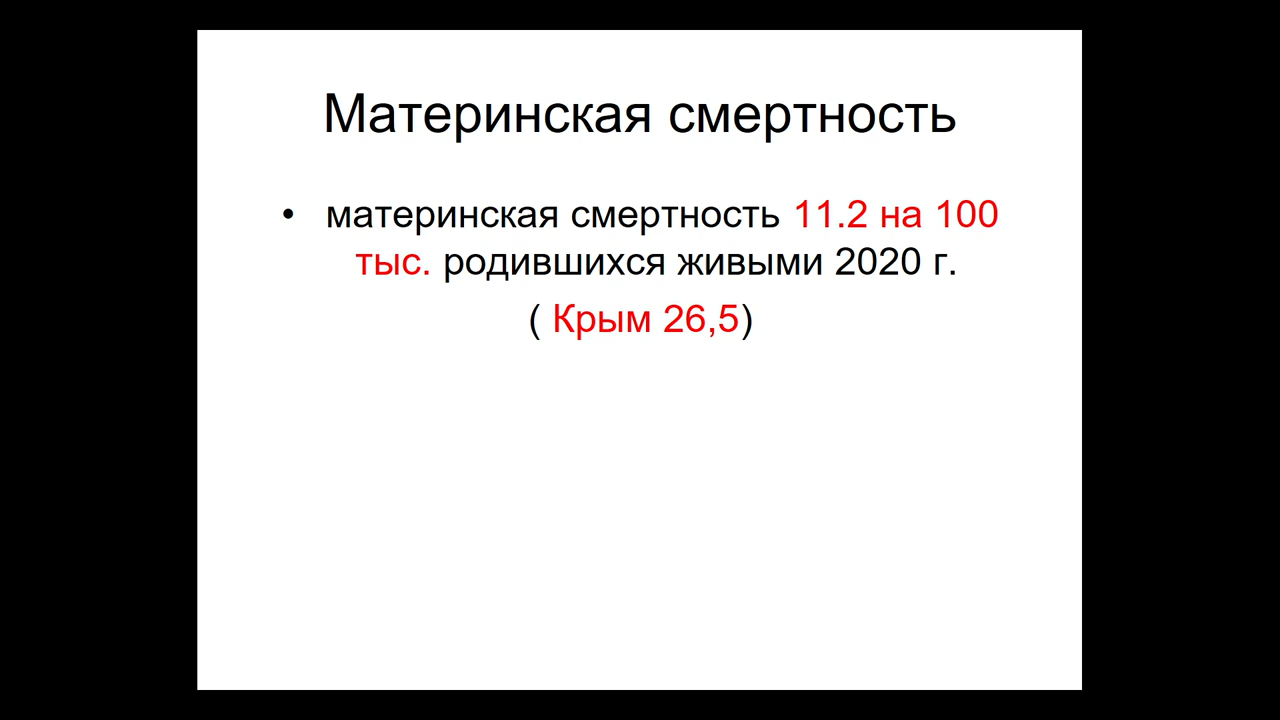 Материнская смертность
• материнская смертность 11.2 на 100
тыс. родившихся живыми 2020 г.
( Крым 26,5)